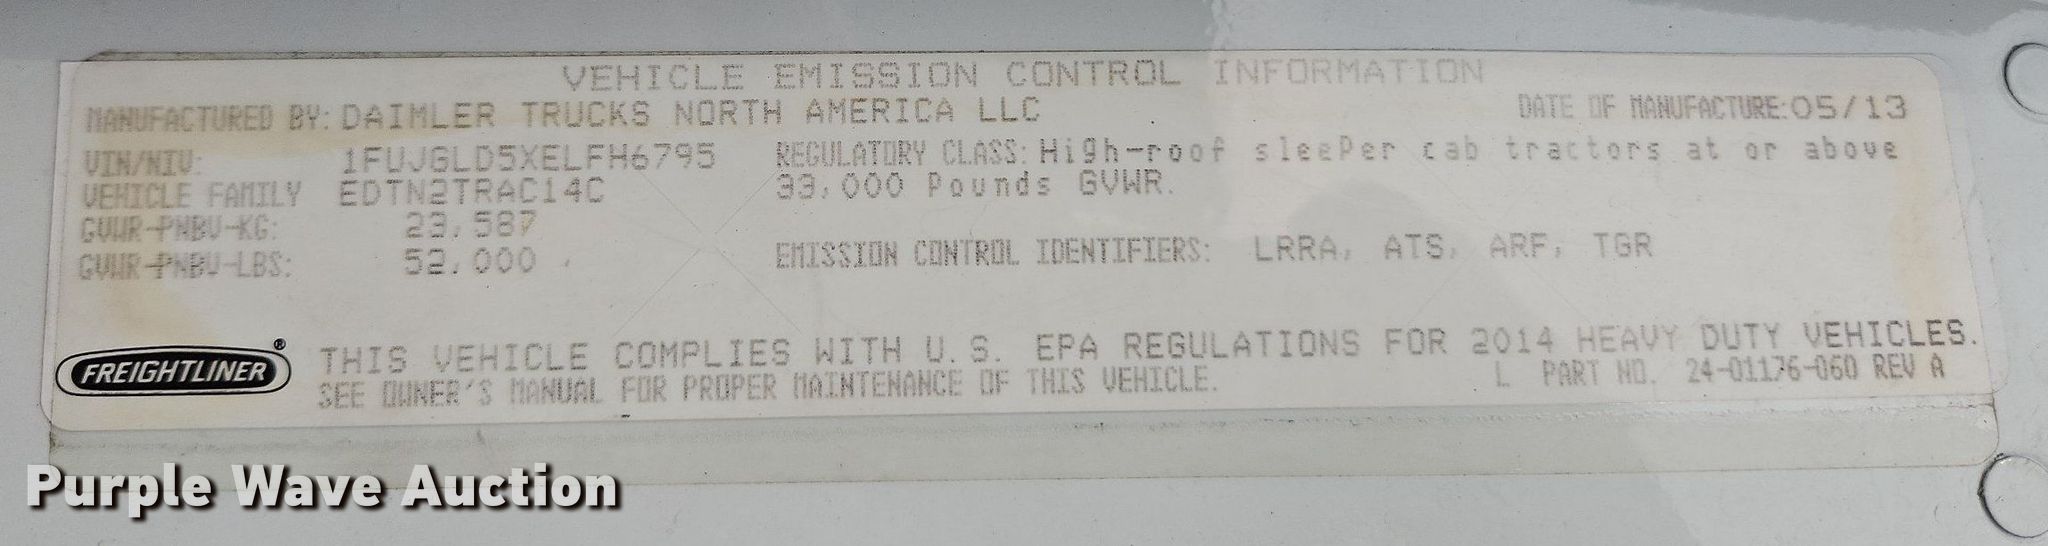 VEHICLE EMISSION CONTROL INFORMATION
MANUFACTURED BY: DAIMLER TRUCKS NORTH AMERICA LLC
DATE OF MANUFACTURE: 05/13
VIN/NIV: 1FUJGLD5XELFH6795
REGULATORY CLASS: High-roof sleeper cab tractors at or above
VEHICLE FAMILY EDTN2TRAC14C
33,000 Pounds GVWR.
GVWR-PNBV-KG: 23,587
GVWR-PNBV-LBS: 52,000
EMISSION CONTROL IDENTIFIERS: LRRA, ATS, ARF, TGR
FREIGHTLINER®
THIS VEHICLE COMPLIES WITH U.S. EPA REGULATIONS FOR 2014 HEAVY DUTY VEHICLES.
SEE OWNER'S MANUAL FOR PROPER MAINTENANCE OF THIS VEHICLE.
L PART NO. 24-01176-060 REV A
Purple Wave Auction